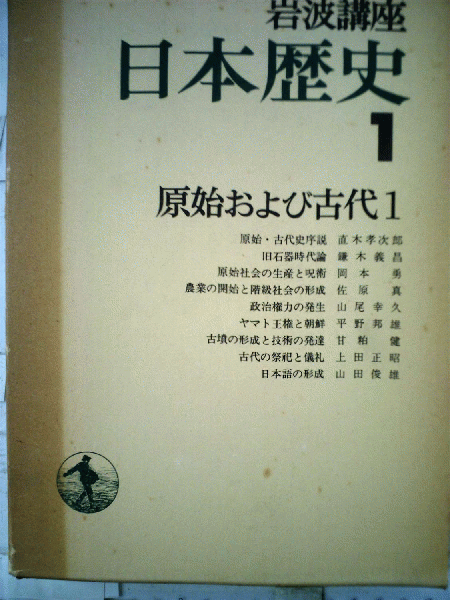 岩波講座
日本歴史
1
原始および古代1
原始・古代史序説 直木孝次郎
旧石器時代論 鎌木義昌
原始社会の生産と呪術 岡本勇
農業の開始と階級社会の形成 佐原真
政治権力の発生 山尾幸久
ヤマト王権と朝鮮 平野邦雄
古墳の形成と技術の発達 甘粕健
古代の祭祀と儀礼 上田正昭
日本語の形成 山田俊雄